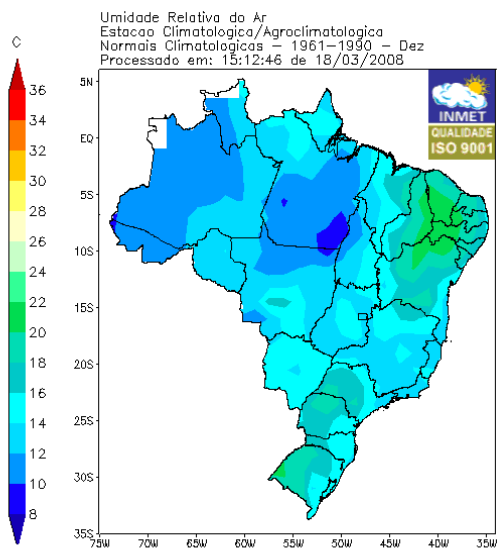 Umidade Relativa do Ar
Estacao Climatologica/Agroclimatologica
Normais Climatologicas - 1961-1990 - Dez
Processado em: 15:12:46 de 18/03/2008
C
36
34
32
30
28
26
24
22
20
18
16
14
12
10
8
INMET
QUALIDADE
ISO 9001
5N
EQ
5S
10S
15S
20S
25S
30S
35S
75W
70W
65W
60W
55W
50W
45W
40W
35W